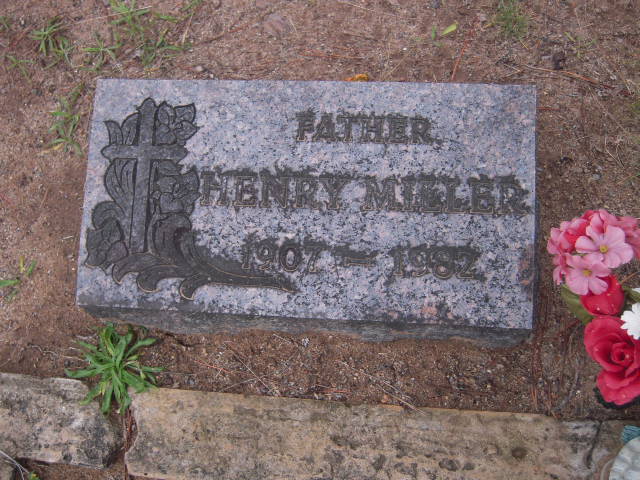 FATHER
HENRY MILLER
1907 — 1982